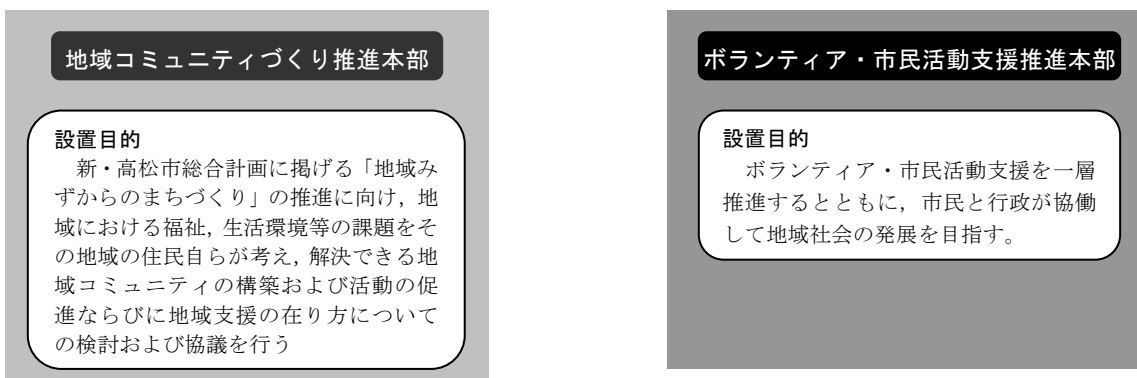 地域コミュニティづくり推進本部
設置目的
　新・高松市総合計画に掲げる「地域み
ずからのまちづくり」の推進に向け，地
域における福祉，生活環境等の課題をそ
の地域の住民自らが考え，解決できる地
域コミュニティの構築および活動の促
進ならびに地域支援の在り方について
の検討および協議を行う
ボランティア・市民活動支援推進本部
設置目的
　ボランティア・市民活動支援を一層
推進するとともに，市民と行政が協働
して地域社会の発展を目指す。